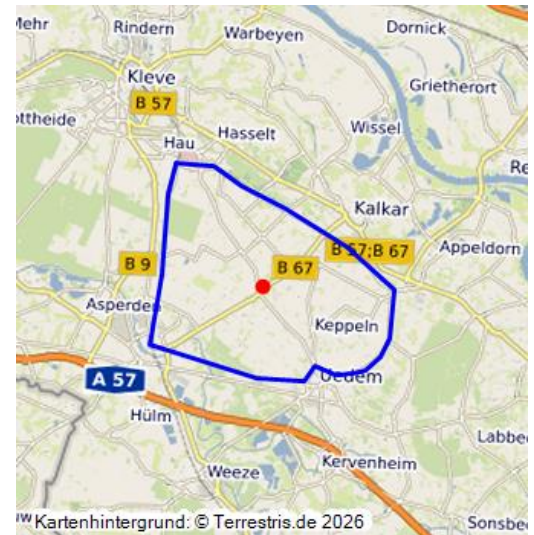 Rindern
Dornick
Warbeyen
Kleve
Grietherort
B 57
ottheide
Wissel
Hasselt
Hau
Re
Kalkar
B 57;B 67
Appeldorn
B 9
B 67
Asperden
Keppeln
A 57
Uedem
Hülm
Labbe
Kervenheim
Weeze
Kartenhintergrund: © Terrestris.de 2026
Sonsbe